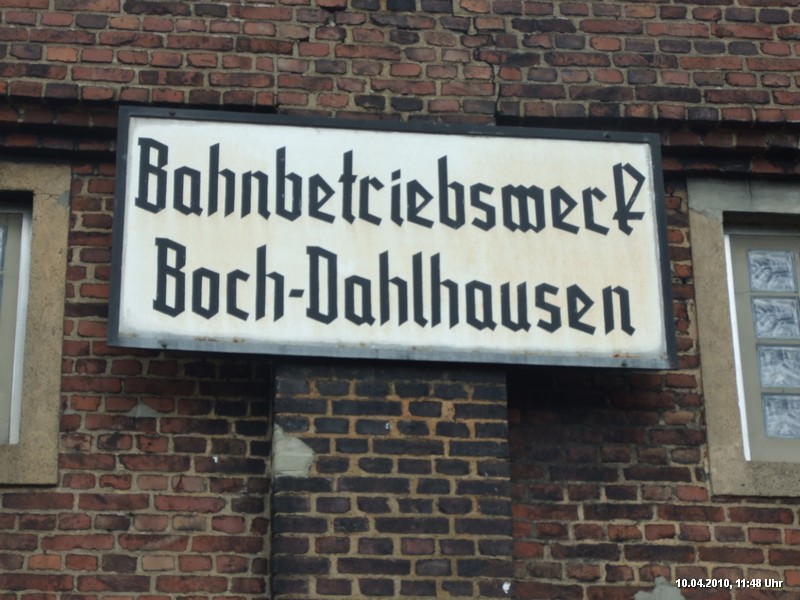 Bahnbetriebswerk
Boch-Dahlhausen
10.04.2010, 11:48 Uhr